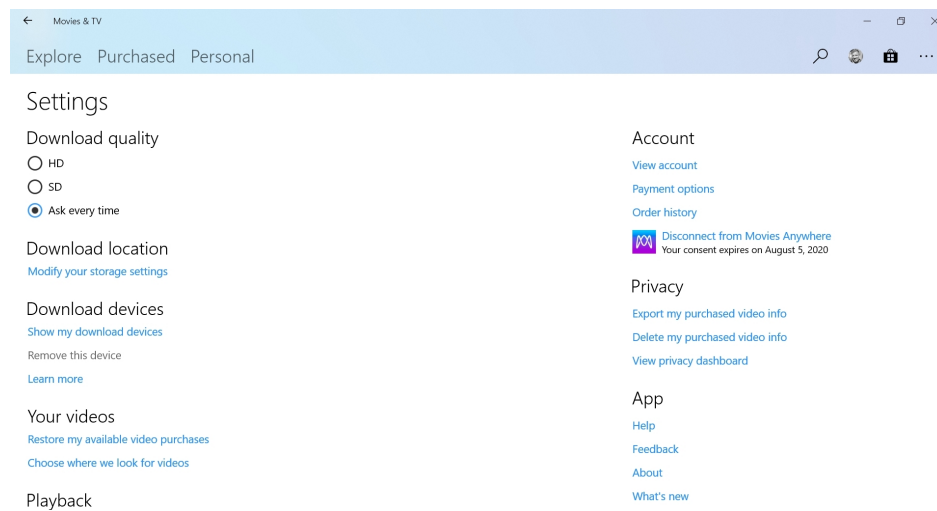 Movies & TV
Explore Purchased Personal
Settings
Download quality
HD
SD
Ask every time
Download location
Modify your storage settings
Download devices
Show my download devices
Remove this device
Learn more
Your videos
Restore my available video purchases
Choose where we look for videos
Playback
Account
View account
Payment options
Order history
Disconnect from Movies Anywhere
Your consent expires on August 5, 2020
Privacy
Export my purchased video info
Delete my purchased video info
View privacy dashboard
App
Help
Feedback
About
What's new